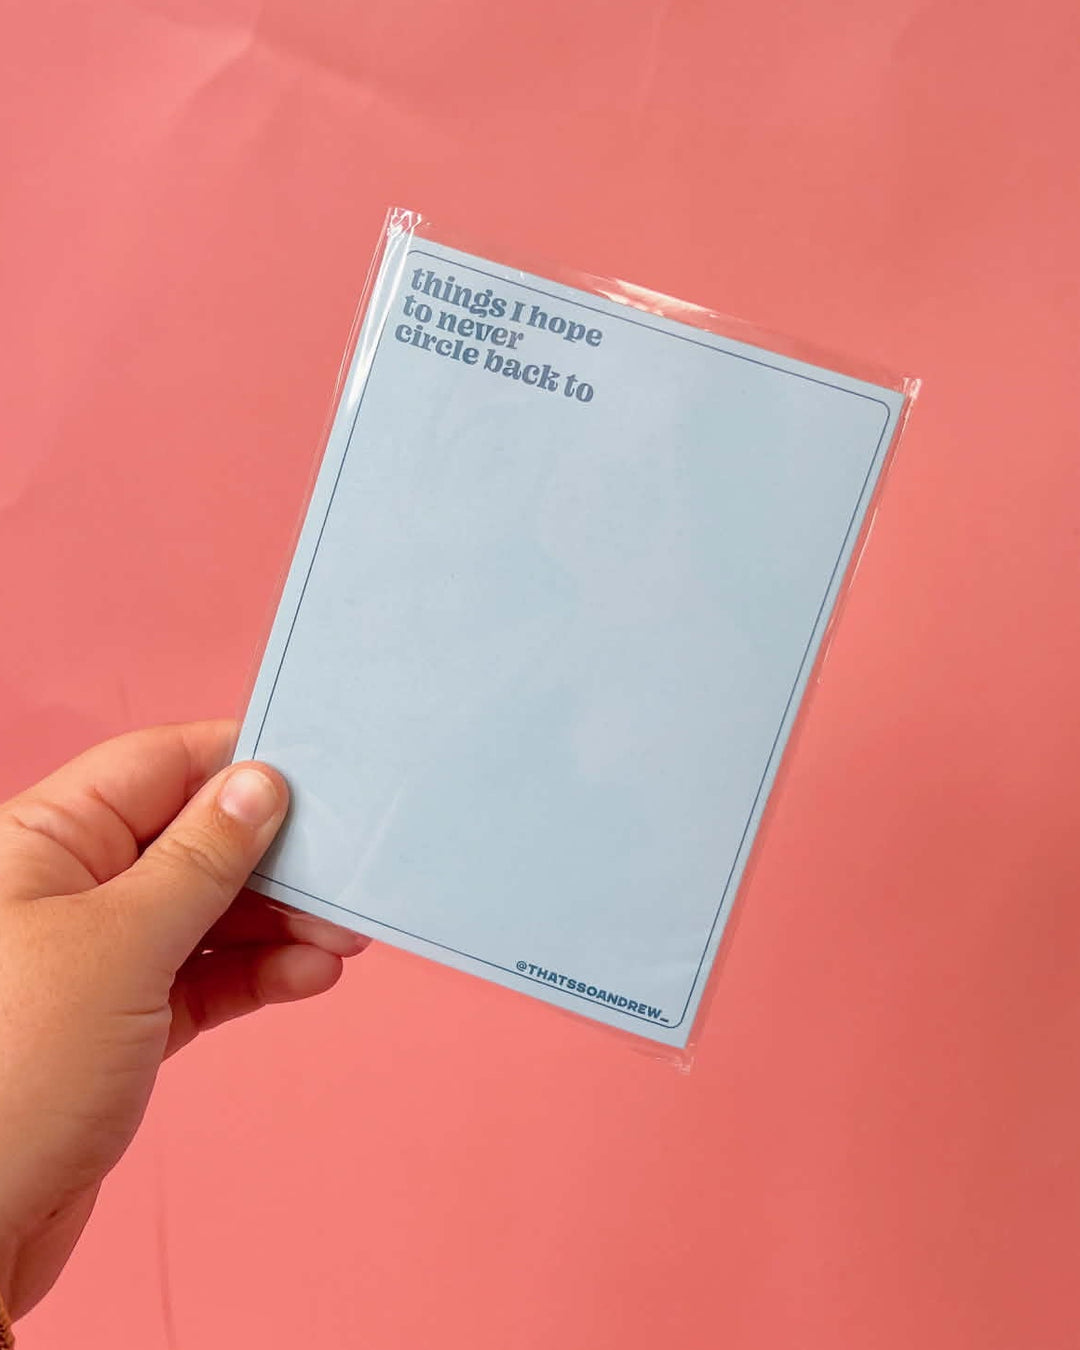 things I hope
to never
circle back to
@THATSSOANDREW_